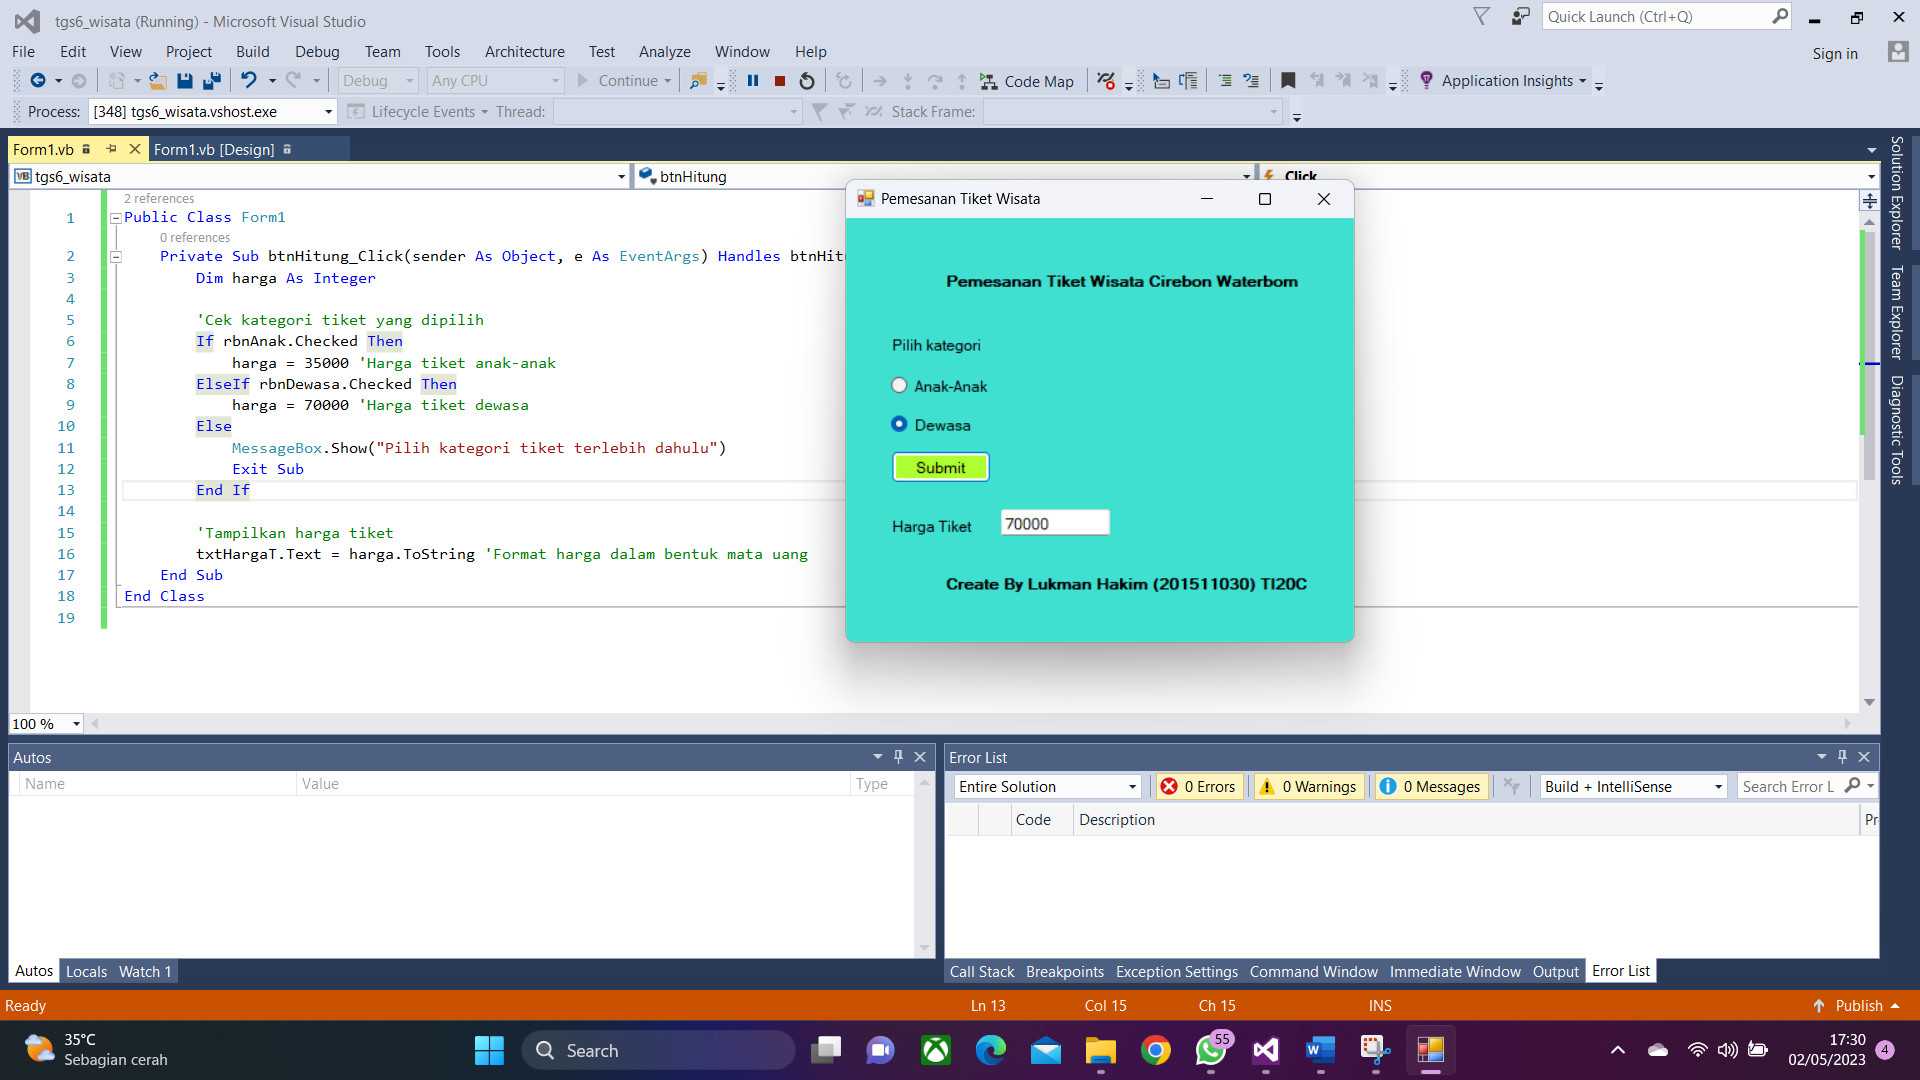 tgs6_wisata (Running) - Microsoft Visual Studio
Quick Launch (Ctrl+Q)
File Edit View Project Build Debug Team Tools Architecture Test Analyze Window Help
Sign in
Debug Any CPU Continue Code Map Application Insights
Process: [348] tgs6_wisata.vshost.exe Lifecycle Events Thread: Stack Frame:
Form1.vb Form1.vb [Design]
VB tgs6_wisata btnHitung Click
2 references
1 Public Class Form1
0 references
2 Private Sub btnHitung_Click(sender As Object, e As EventArgs) Handles btnHitu
3 Dim harga As Integer
4
5 'Cek kategori tiket yang dipilih
6 If rbnAnak.Checked Then
7 harga = 35000 'Harga tiket anak-anak
8 ElseIf rbnDewasa.Checked Then
9 harga = 70000 'Harga tiket dewasa
10 Else
11 MessageBox.Show("Pilih kategori tiket terlebih dahulu")
12 Exit Sub
13 End If
14
15 'Tampilkan harga tiket
16 txtHargaT.Text = harga.ToString 'Format harga dalam bentuk mata uang
17 End Sub
18 End Class
19
100 %
Pemesanan Tiket Wisata
Pemesanan Tiket Wisata Cirebon Waterbom
Pilih kategori
Anak-Anak
Dewasa
Submit
Harga Tiket 70000
Create By Lukman Hakim (201511030) TI20C
Solution Explorer
Team Explorer
Diagnostic Tools
Autos
Name Value Type
Autos Locals Watch 1
Error List
Entire Solution 0 Errors 0 Warnings 0 Messages Build + IntelliSense Search Error L
Code Description Pr
Call Stack Breakpoints Exception Settings Command Window Immediate Window Output Error List
Ready Ln 13 Col 15 Ch 15 INS Publish
35°C
Sebagian cerah
Search
55
17:30
02/05/2023
4